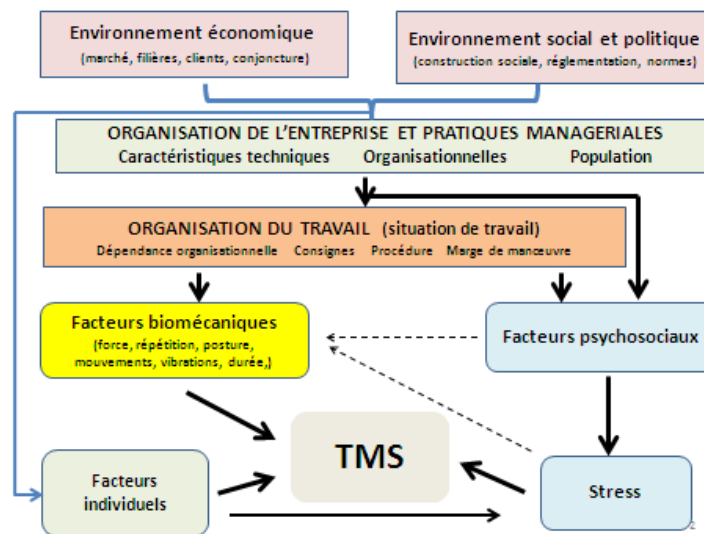 Environnement économique
(marché, filières, clients, conjoncture)
Environnement social et politique
(construction sociale, réglementation, normes)
ORGANISATION DE L'ENTREPRISE ET PRATIQUES MANAGERIALES
Caractéristiques techniques Organisationnelles Population
ORGANISATION DU TRAVAIL (situation de travail)
Dépendance organisationnelle Consignes Procédure Marge de manœuvre
Facteurs biomécaniques
(force, répétition, posture,
mouvements, vibrations, durée,)
Facteurs psychosociaux
TMS
Facteurs
individuels
Stress
2